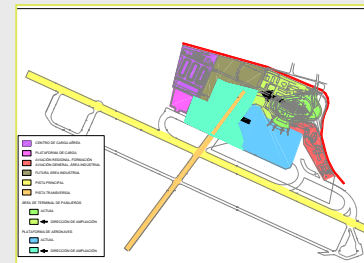 CENTRO DE CARGA AÉREA
PLATAFORMA DE CARGA
AVIACIÓN REGIONAL, FORMACIÓN
AVIACIÓN GENERAL, ÁREA INDUSTRIAL
FUTURA ÁREA INDUSTRIAL
PISTA PRINCIPAL
PISTA TRANSVERSAL
ÁREA DE TERMINAL DE PASAJEROS:
ACTUAL
DIRECCIÓN DE AMPLIACIÓN
PLATAFORMA DE AERONAVES:
ACTUAL
DIRECCIÓN DE AMPLIACIÓN